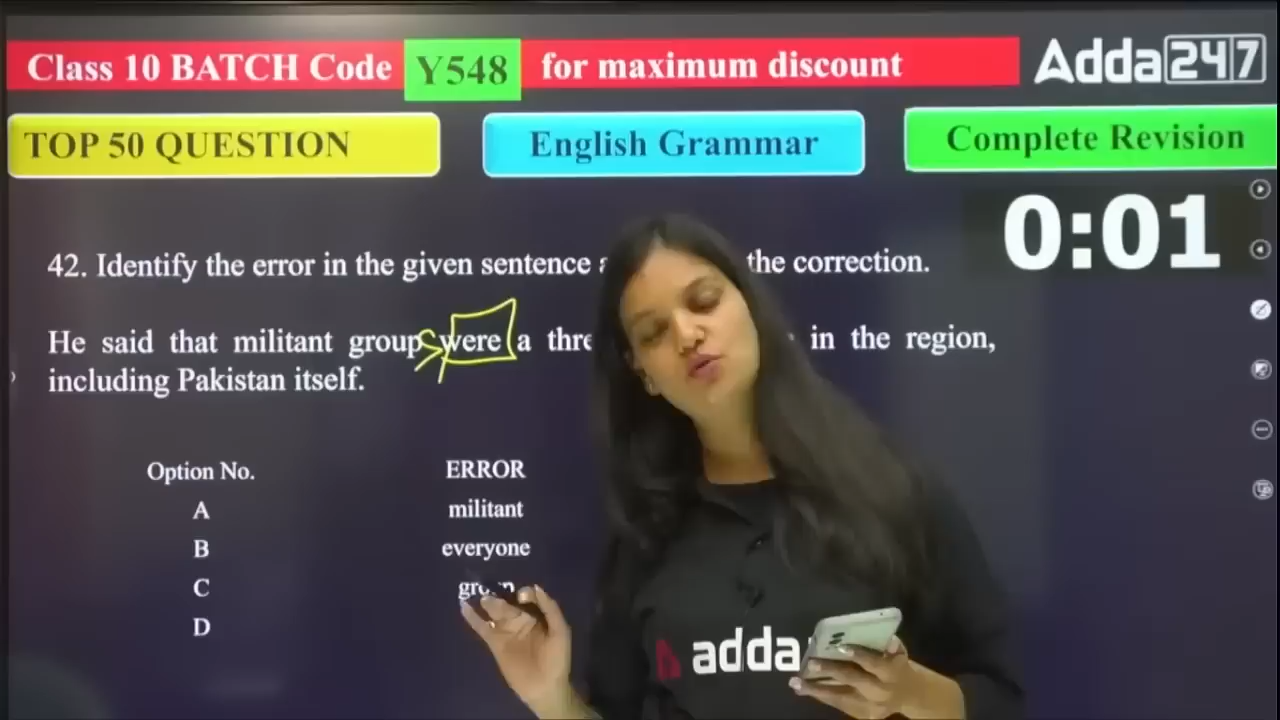 Class 10 BATCH Code Y548 for maximum discount
Adda247
TOP 50 QUESTION
English Grammar
Complete Revision
0:01
42. Identify the error in the given sentence the correction.
He said that military group were a in the region,
including Pakistan itself.
Option No. ERROR
A militant
B everyone
C
D
adda